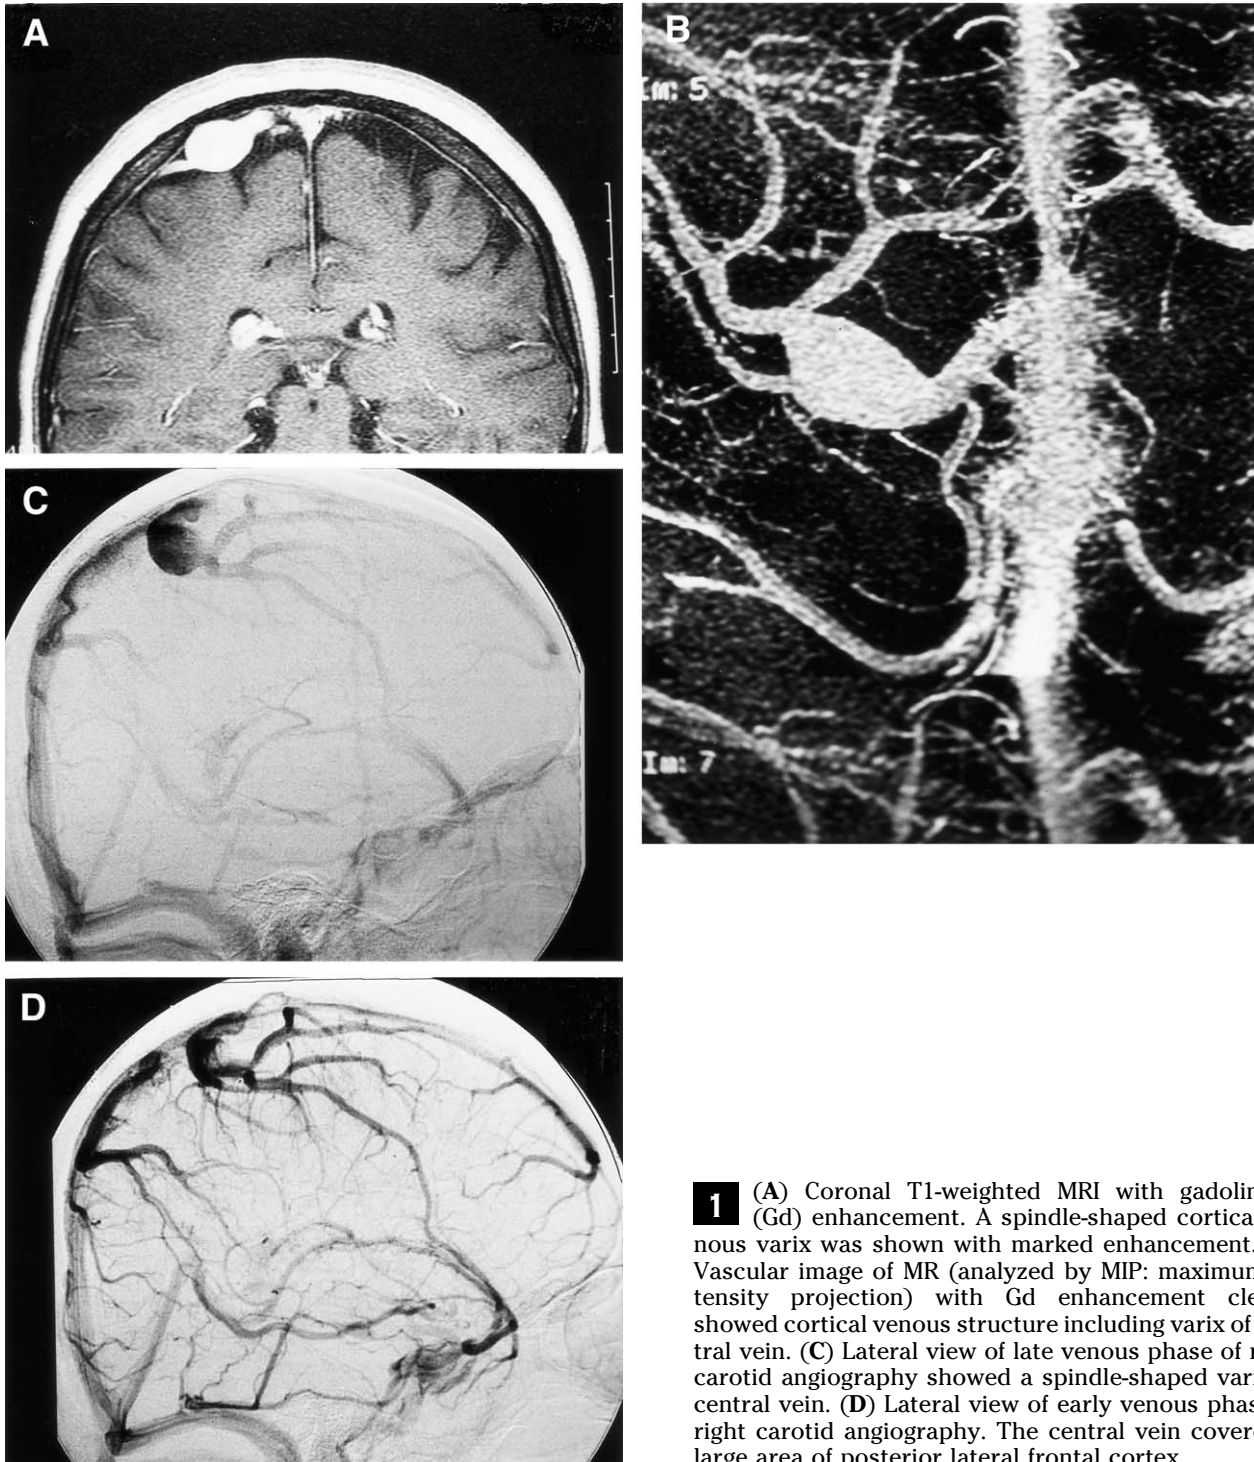 A
B
Im: 5
C
Im: 7
D
1 (A) Coronal T1-weighted MRI with gadolin
(Gd) enhancement. A spindle-shaped cortica
nous varix was shown with marked enhancement.
Vascular image of MR (analyzed by MIP: maximun
tensity projection) with Gd enhancement cle
showed cortical venous structure including varix of
tral vein. (C) Lateral view of late venous phase of r
carotid angiography showed a spindle-shaped vari
central vein. (D) Lateral view of early venous phas
right carotid angiography. The central vein cover
large area of posterior lateral frontal cortex